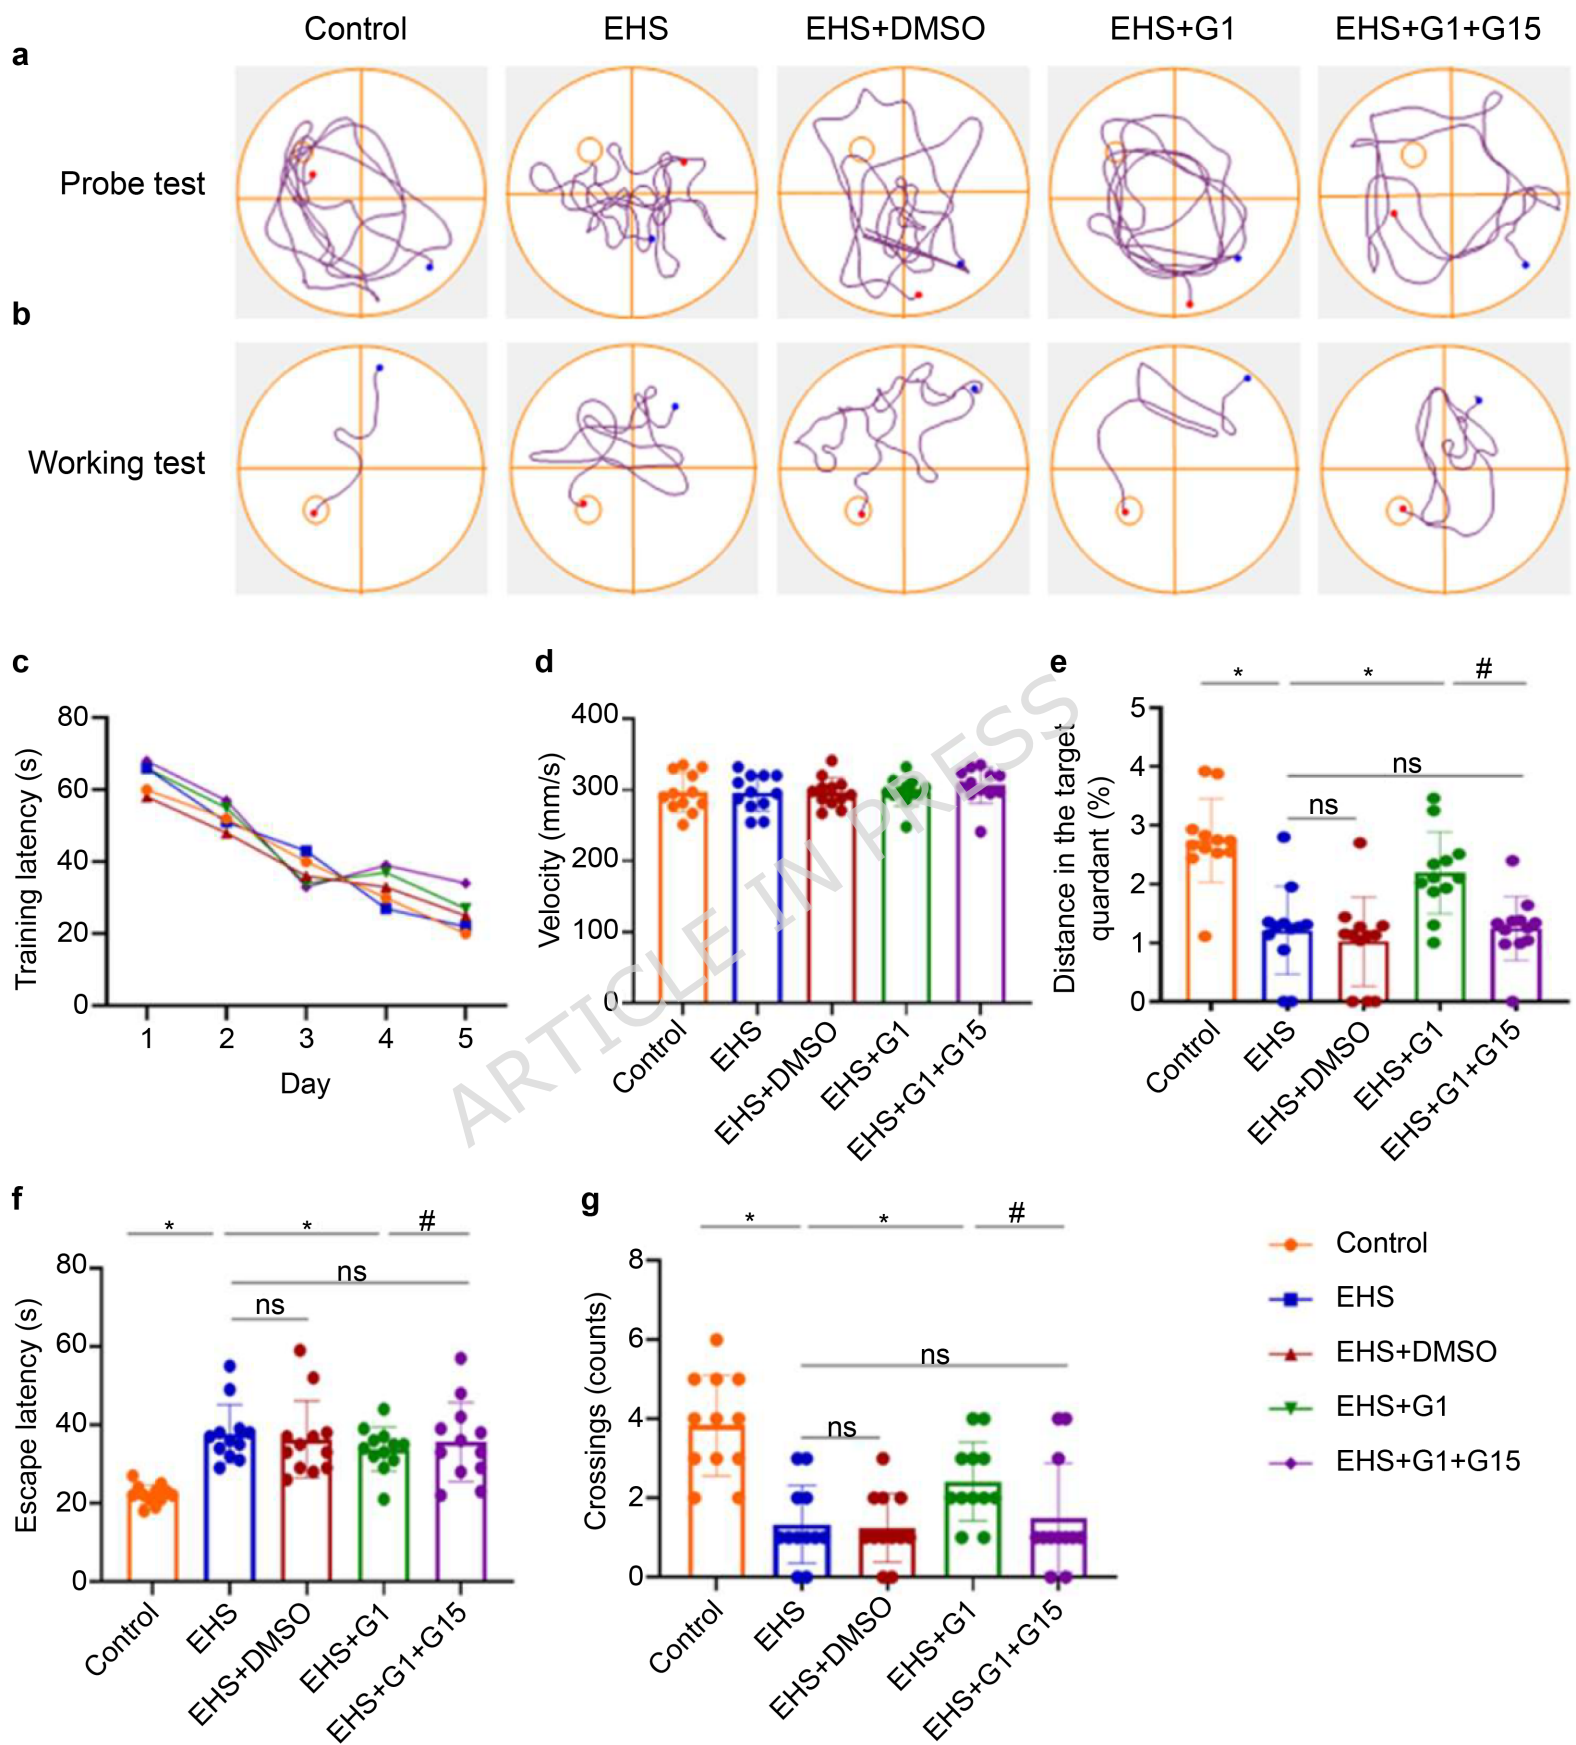 Control EHS EHS+DMSO EHS+G1 EHS+G1+G15
a
Probe test
b
Working test
c
Training latency (s)
80
60
40
20
0
1 2 3 4 5
Day
d
Velocity (mm/s)
400
300
200
100
0
Control
EHS
EHS+DMSO
EHS+G1
EHS+G1+G15
e
* * #
ns
ns
Distance in the target
quardant (%)
5
4
3
2
1
0
Control
EHS
EHS+DMSO
EHS+G1
EHS+G1+G15
ARTICLE IN PRESS
f
* * #
ns
ns
Escape latency (s)
80
60
40
20
0
Control
EHS
EHS+DMSO
EHS+G1
EHS+G1+G15
g
* * #
ns
ns
Crossings (counts)
8
6
4
2
0
Control
EHS
EHS+DMSO
EHS+G1
EHS+G1+G15
Control
EHS
EHS+DMSO
EHS+G1
EHS+G1+G15